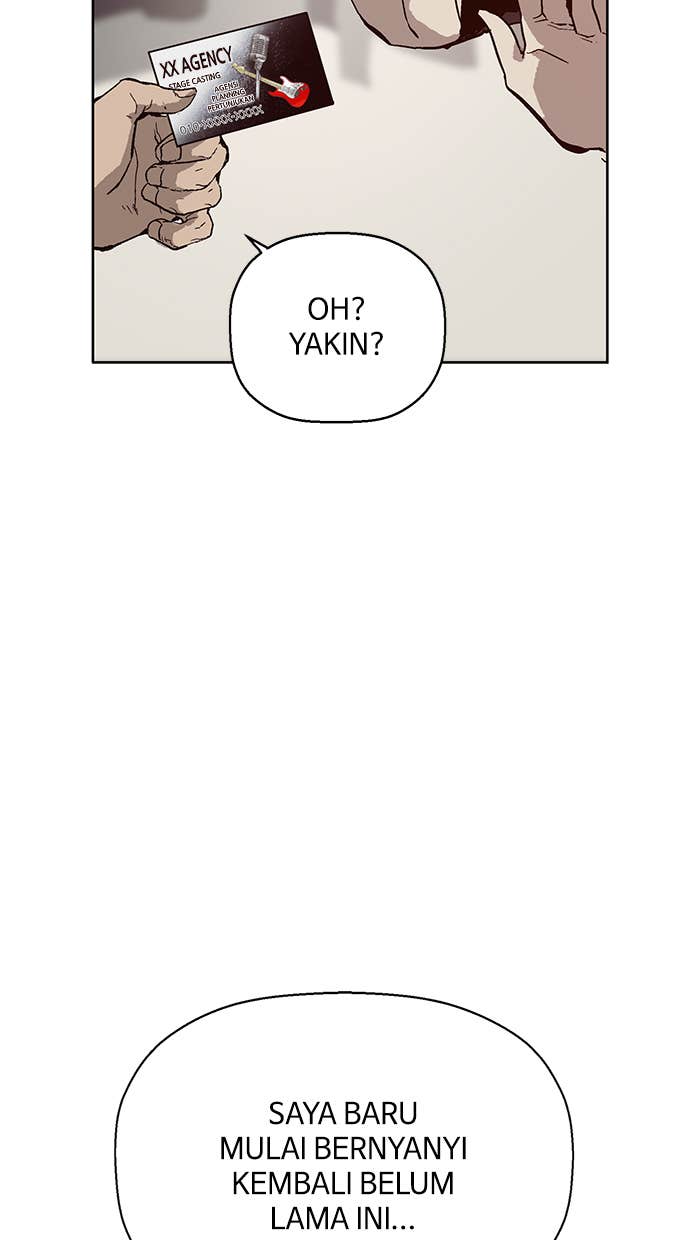 XX AGENCY
STAGE CASTING
AGENSI
PLANNING
PERTUNJUKAN
010-XXXX-XXXX
OH?
YAKIN?
SAYA BARU
MULAI BERNYANYI
KEMBALI BELUM
LAMA INI...